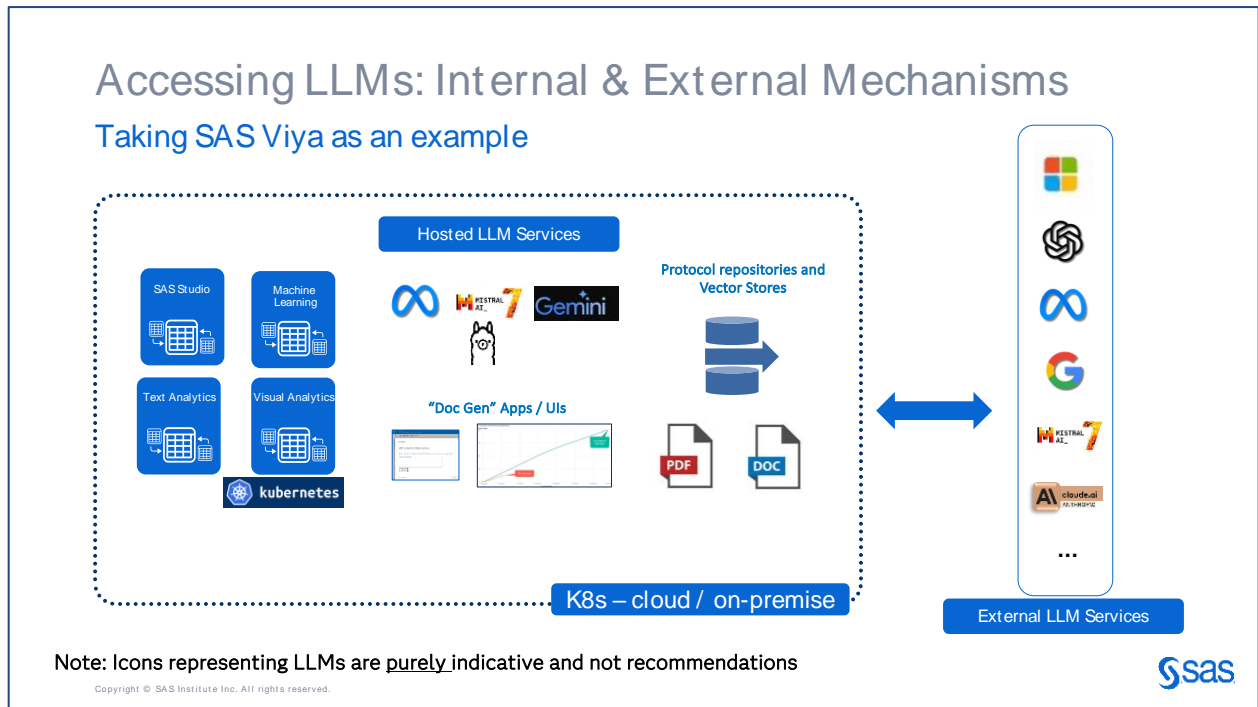 Accessing LLMs: Internal & External Mechanisms
Taking SAS Viya as an example
Hosted LLM Services
SAS Studio
Machine
Learning
Text Analytics
Visual Analytics
kubernetes
MISTRAL
AI_
7
Gemini
"Doc Gen" Apps / UIs
Protocol repositories and
Vector Stores
PDF
DOC
K8s – cloud / on-premise
G
MISTRAL
AI_
7
AI
claude.ai
...
External LLM Services
Note: Icons representing LLMs are purely indicative and not recommendations
Copyright © SAS Institute Inc. All rights reserved.
sas